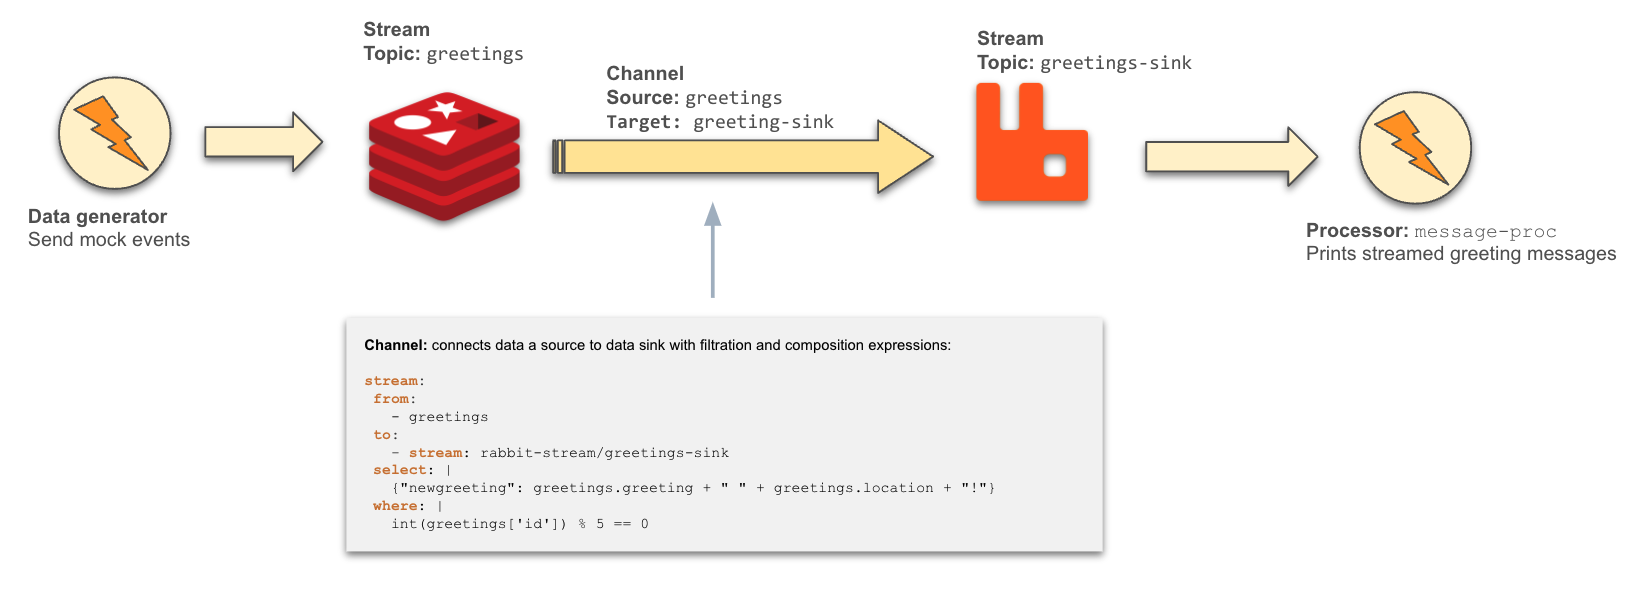 Stream
Topic: greetings
Channel
Source: greetings
Target: greeting-sink
Stream
Topic: greetings-sink
Data generator
Send mock events
Processor: message-proc
Prints streamed greeting messages
Channel: connects data a source to data sink with filtration and composition expressions:
stream:
from:
- greetings
to:
- stream: rabbit-stream/greetings-sink
select: |
{"newgreeting": greetings.greeting + " " + greetings.location + "!"}
where: |
int(greetings['id']) % 5 == 0